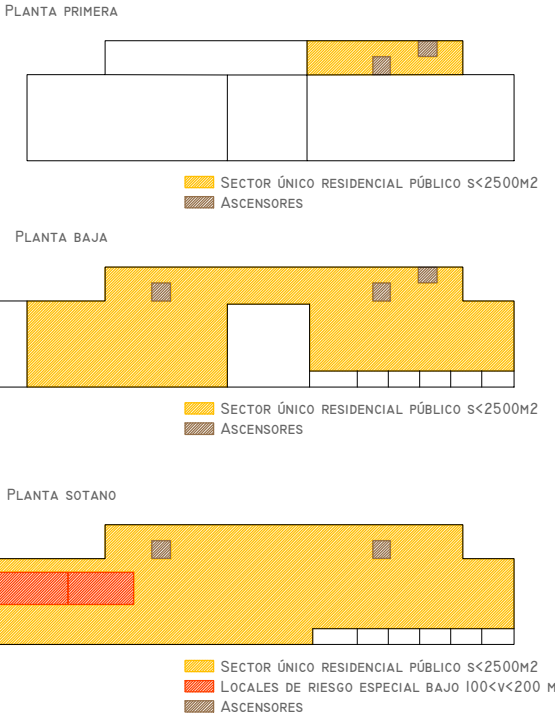 PLANTA PRIMERA
SECTOR ÚNICO RESIDENCIAL PÚBLICO S<2500M2
ASCENSORES
PLANTA BAJA
SECTOR ÚNICO RESIDENCIAL PÚBLICO S<2500M2
ASCENSORES
PLANTA SOTANO
SECTOR ÚNICO RESIDENCIAL PÚBLICO S<2500M2
LOCALES DE RIESGO ESPECIAL BAJO 100<V<200 M
ASCENSORES